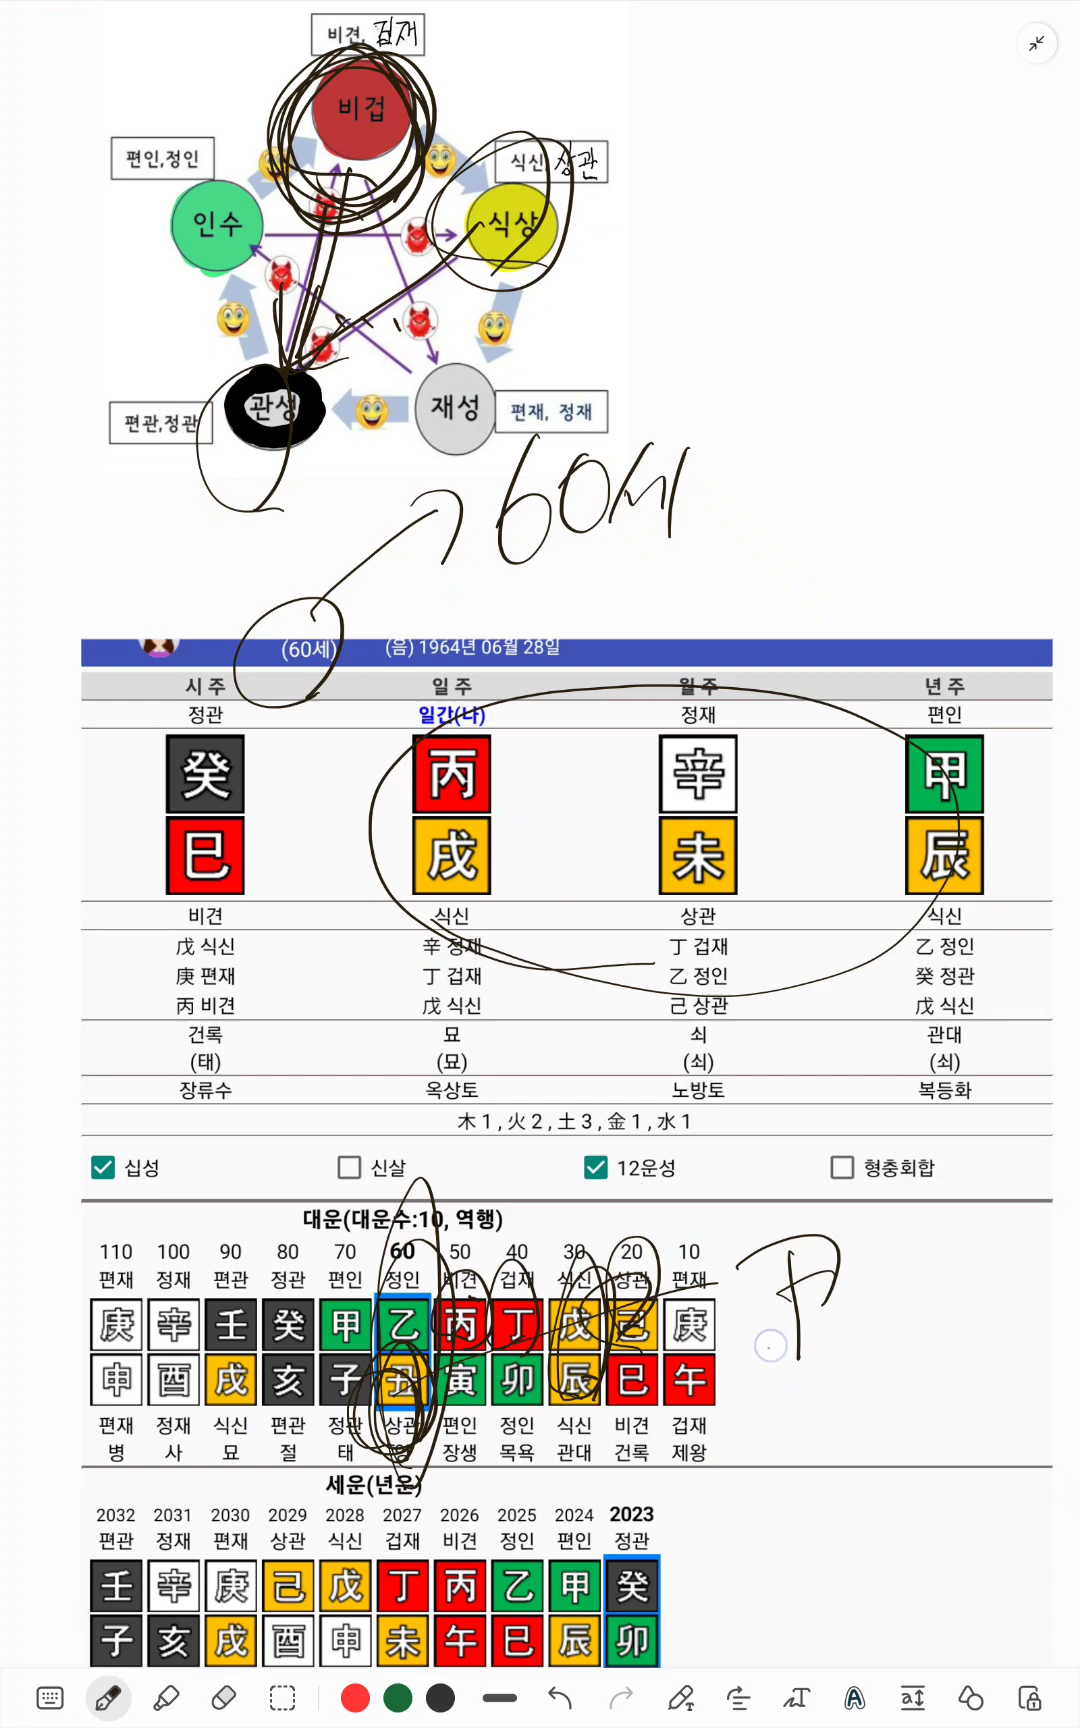 비견, 겁재
비겁
편인,정인
식신, 상관
인수
식상
관성
재성
편관,정관
편재, 정재
60세
(60세) (음) 1964년 06월 28일
시 주 일 주 월 주 년 주
정관 일간(나) 정재 편인
癸 丙 辛 甲
巳 戌 未 辰
비견 식신 상관 식신
戊 식신 辛 정재 丁 겁재 乙 정인
庚 편재 丁 겁재 乙 정인 癸 정관
丙 비견 戊 식신 己 상관 戊 식신
건록 묘 쇠 관대
(태) (묘) (쇠) (쇠)
장류수 옥상토 노방토 복등화
木 1 , 火 2 , 土 3 , 金 1 , 水 1
십성 신살 12운성 형충회합
대운(대운수:10, 역행)
110 100 90 80 70 60 50 40 30 20 10
편재 정재 편관 정관 편인 정인 비견 겁재 식신 상관 편재
庚 辛 壬 癸 甲 乙 丙 丁 戊 己 庚
申 酉 戌 亥 子 丑 寅 卯 辰 巳 午
편재 정재 식신 편관 정관 상관 편인 정인 식신 비견 겁재
병 사 묘 절 태 양 장생 목욕 관대 건록 제왕
세운(년운)
2032 2031 2030 2029 2028 2027 2026 2025 2024 2023
편관 정재 편재 상관 식신 겁재 비견 정인 편인 정관
壬 辛 庚 己 戊 丁 丙 乙 甲 癸
子 亥 戌 酉 申 未 午 巳 辰 卯